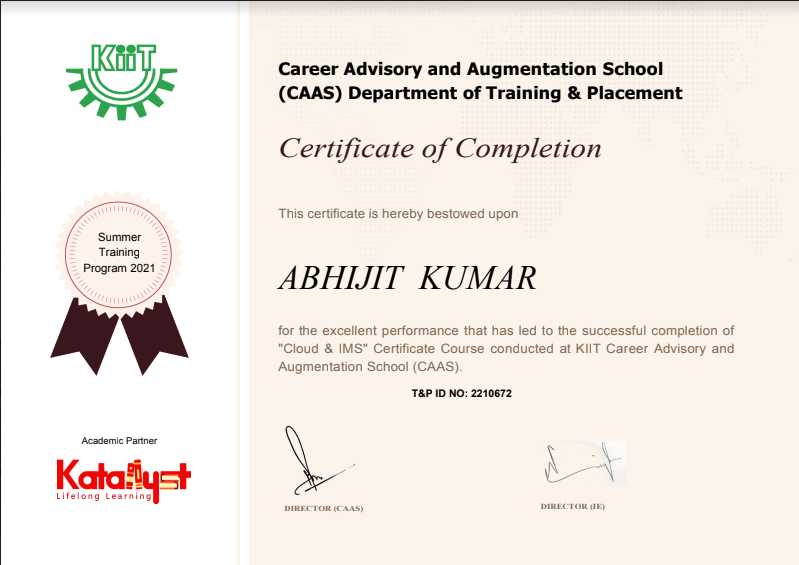 KiiT
Career Advisory and Augmentation School
(CAAS) Department of Training & Placement
Certificate of Completion
This certificate is hereby bestowed upon
Summer
Training
Program 2021
ABHIJIT KUMAR
for the excellent performance that has led to the successful completion of
"Cloud & IMS" Certificate Course conducted at KIIT Career Advisory and
Augmentation School (CAAS).
T&P ID NO: 2210672
Academic Partner
Katalyst
Lifelong Learning
DIRECTOR (CAAS)
DIRECTOR (IE)